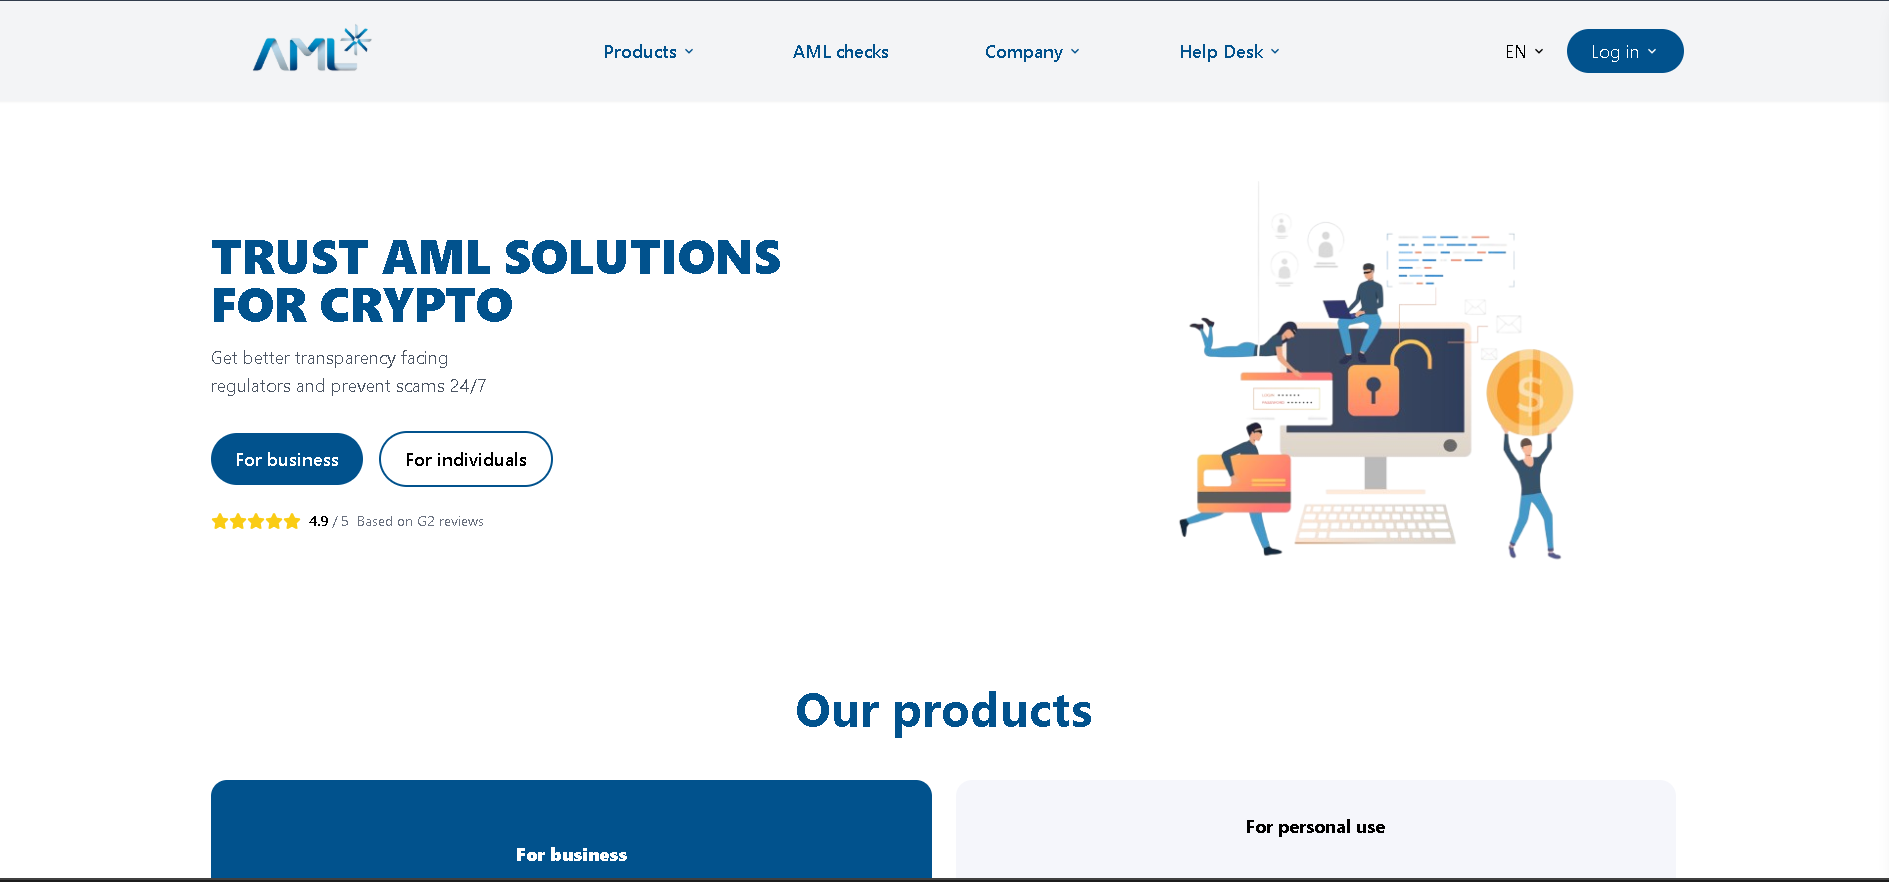 AML
Products
AML checks
Company
Help Desk
EN
Log in
TRUST AML SOLUTIONS
FOR CRYPTO
Get better transparency facing
regulators and prevent scams 24/7
For business
For individuals
4.9 / 5 Based on G2 reviews
Our products
For business
For personal use